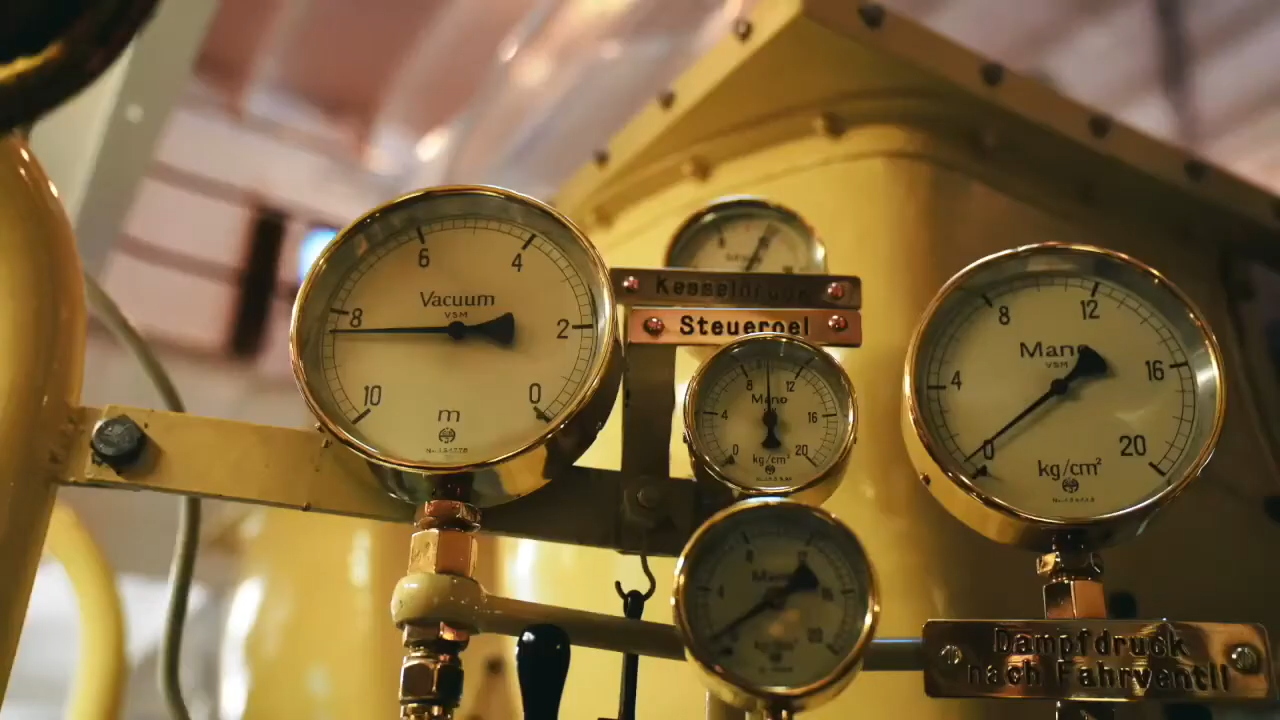 6
4
8
Vacuum
VSM
2
10
0
m
Kesseldruck
Steueroel
8
12
4
Mano
16
0
20
kg/cm²
8
12
Mano
VSM
4
16
0
20
kg/cm²
Mano
Dampfdruck
nach Fahrventil